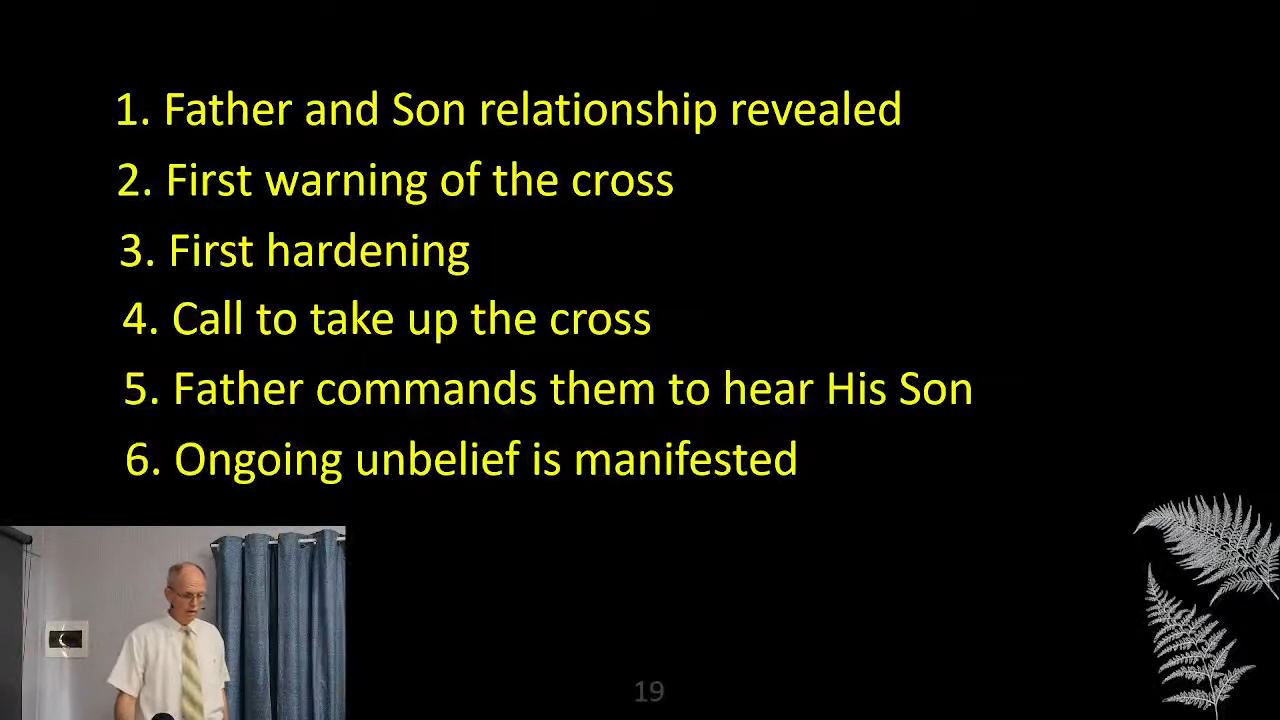 1. Father and Son relationship revealed
2. First warning of the cross
3. First hardening
4. Call to take up the cross
5. Father commands them to hear His Son
6. Ongoing unbelief is manifested
19